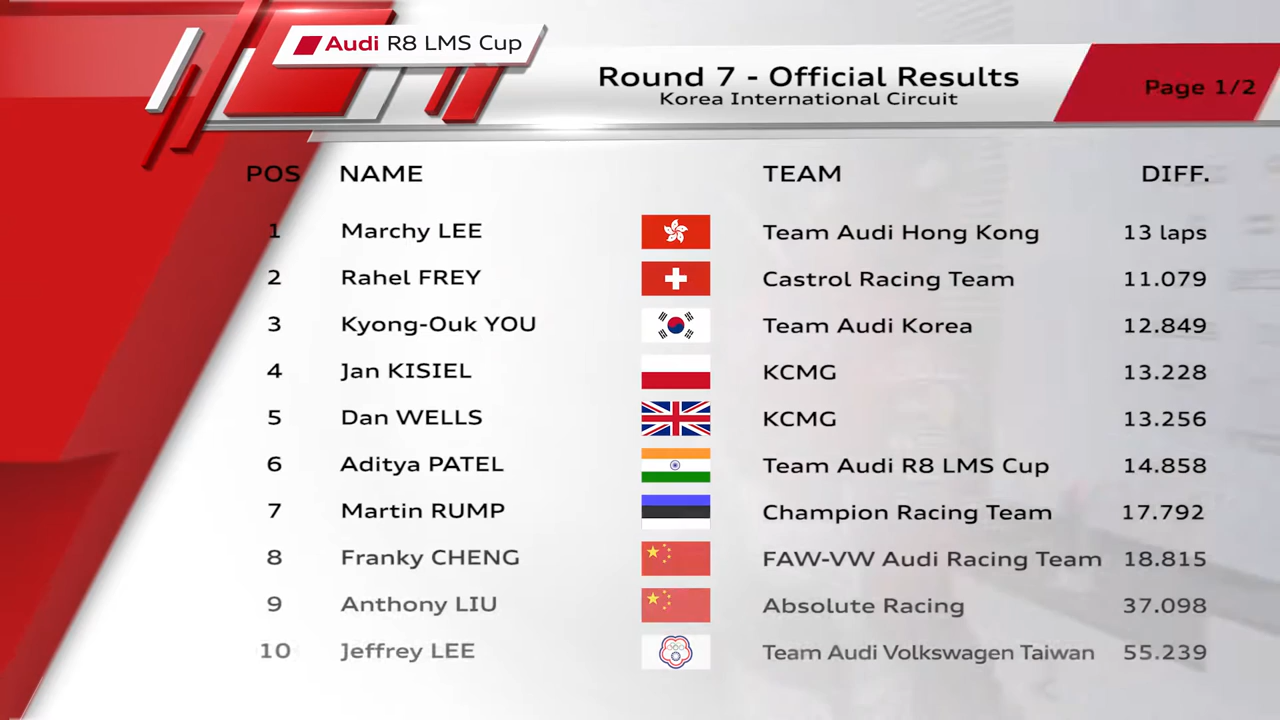 Audi R8 LMS Cup
Round 7 - Official Results
Korea International Circuit
Page 1/2
POS NAME TEAM DIFF.
1 Marchy LEE Team Audi Hong Kong 13 laps
2 Rahel FREY Castrol Racing Team 11.079
3 Kyong-Ouk YOU Team Audi Korea 12.849
4 Jan KISIEL KCMG 13.228
5 Dan WELLS KCMG 13.256
6 Aditya PATEL Team Audi R8 LMS Cup 14.858
7 Martin RUMP Champion Racing Team 17.792
8 Franky CHENG FAW-VW Audi Racing Team 18.815
9 Anthony LIU Absolute Racing 37.098
10 Jeffrey LEE Team Audi Volkswagen Taiwan 55.239